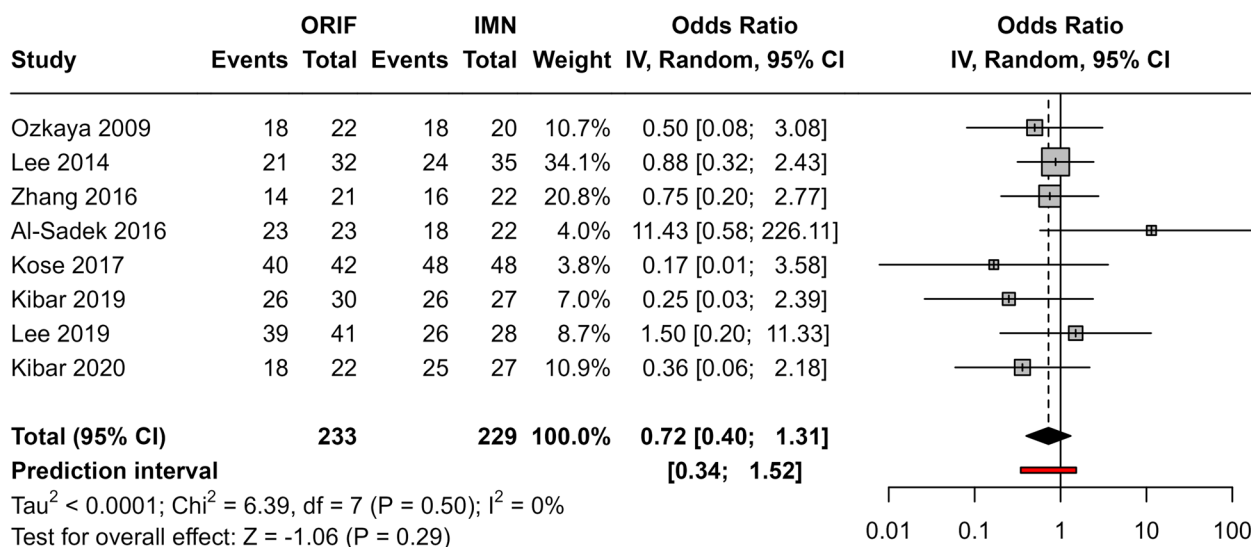 ORIF IMN Odds Ratio Odds Ratio
Study Events Total Events Total Weight IV, Random, 95% CI IV, Random, 95% CI
Ozkaya 2009 18 22 18 20 10.7% 0.50 [0.08; 3.08]
Lee 2014 21 32 24 35 34.1% 0.88 [0.32; 2.43]
Zhang 2016 14 21 16 22 20.8% 0.75 [0.20; 2.77]
Al-Sadek 2016 23 23 18 22 4.0% 11.43 [0.58; 226.11]
Kose 2017 40 42 48 48 3.8% 0.17 [0.01; 3.58]
Kibar 2019 26 30 26 27 7.0% 0.25 [0.03; 2.39]
Lee 2019 39 41 26 28 8.7% 1.50 [0.20; 11.33]
Kibar 2020 18 22 25 27 10.9% 0.36 [0.06; 2.18]
Total (95% CI) 233 229 100.0% 0.72 [0.40; 1.31]
Prediction interval [0.34; 1.52]
Tau² < 0.0001; Chi² = 6.39, df = 7 (P = 0.50); I² = 0%
Test for overall effect: Z = -1.06 (P = 0.29)
0.01 0.1 1 10 100